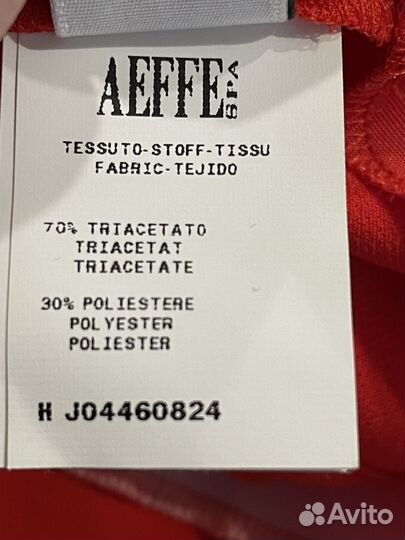 AEFFE SPA
TESSUTO-STOFF-TISSU
FABRIC-TEJIDO
70% TRIACETATO
TRIACETAT
TRIACETATE
30% POLIESTERE
POLYESTER
POLIESTER
H J04460824
Avito